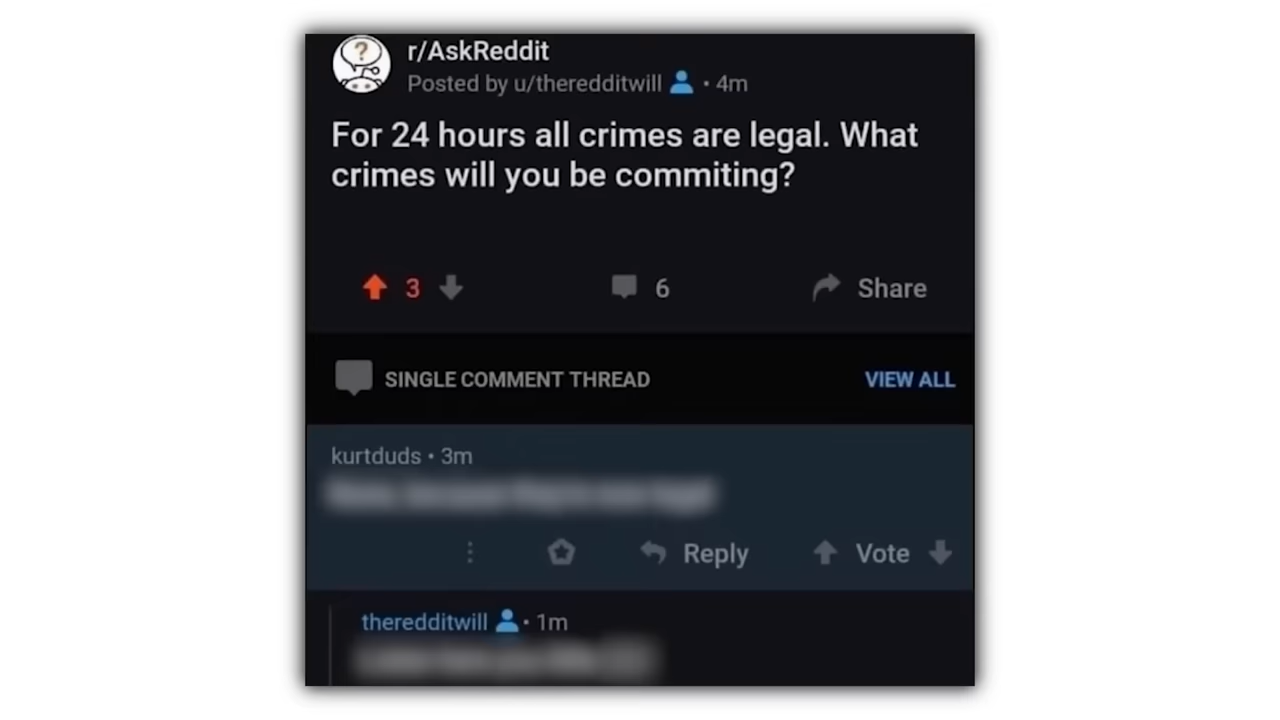 r/AskReddit
Posted by u/theredditwill • 4m
For 24 hours all crimes are legal. What
crimes will you be commiting?
3 6 Share
SINGLE COMMENT THREAD VIEW ALL
kurtduds • 3m
Reply Vote
theredditwill • 1m